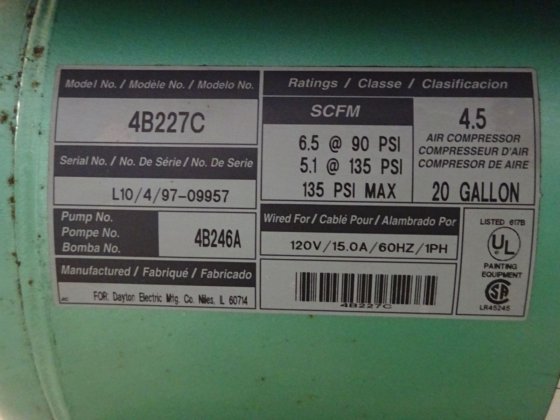 Model No. / Modèle No. / Modelo No.
4B227C
Serial No. / No. De Série / No. De Serie
L10/4/97-09957
Pump No.
Pompe No.
Bomba No.
4B246A
Manufactured / Fabriqué / Fabricado
FOR: Dayton Electric Mfg. Co. Niles, IL 60714
Ratings / Classe / Clasificacion
SCFM
6.5 @ 90 PSI
5.1 @ 135 PSI
135 PSI MAX
4.5
AIR COMPRESSOR
COMPRESSEUR D'AIR
COMPRESOR DE AIRE
20 GALLON
Wired For / Cablé Pour / Alambrado Por
120V/15.0A/60HZ/1PH
4B227C
LISTED 617B
UL
PAINTING
EQUIPMENT
SA
LR45245